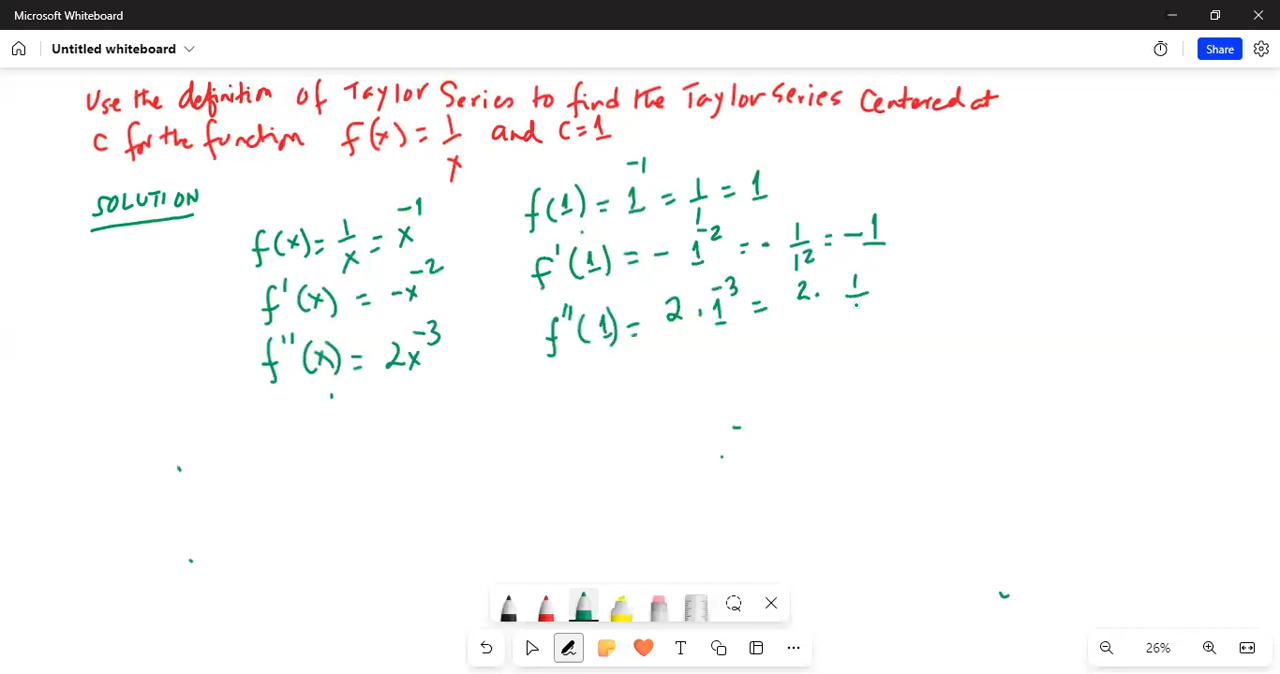 Microsoft Whiteboard
Untitled whiteboard
Share
Use the definition of Taylor Series to find the Taylor Series Centered at
c for the function f(x) = 1/x and c = 1
SOLUTION
f(x) = 1/x = x^-1
f'(x) = -x^-2
f''(x) = 2x^-3
f(1) = 1^-1 = 1/1 = 1
f'(1) = - 1^-2 = - 1/1^2 = -1
f''(1) = 2 · 1^-3 = 2 · 1/
26%